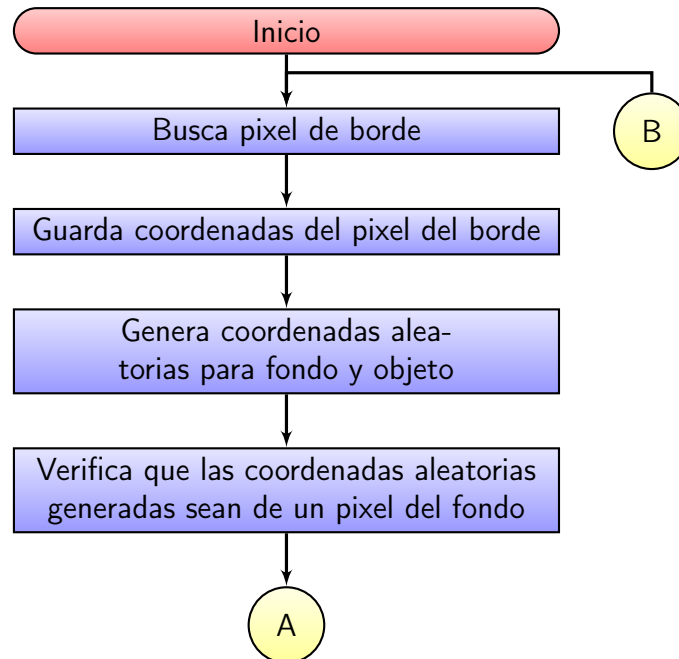 Inicio
Busca pixel de borde
B
Guarda coordenadas del pixel del borde
Genera coordenadas alea-
torias para fondo y objeto
Verifica que las coordenadas aleatorias
generadas sean de un pixel del fondo
A